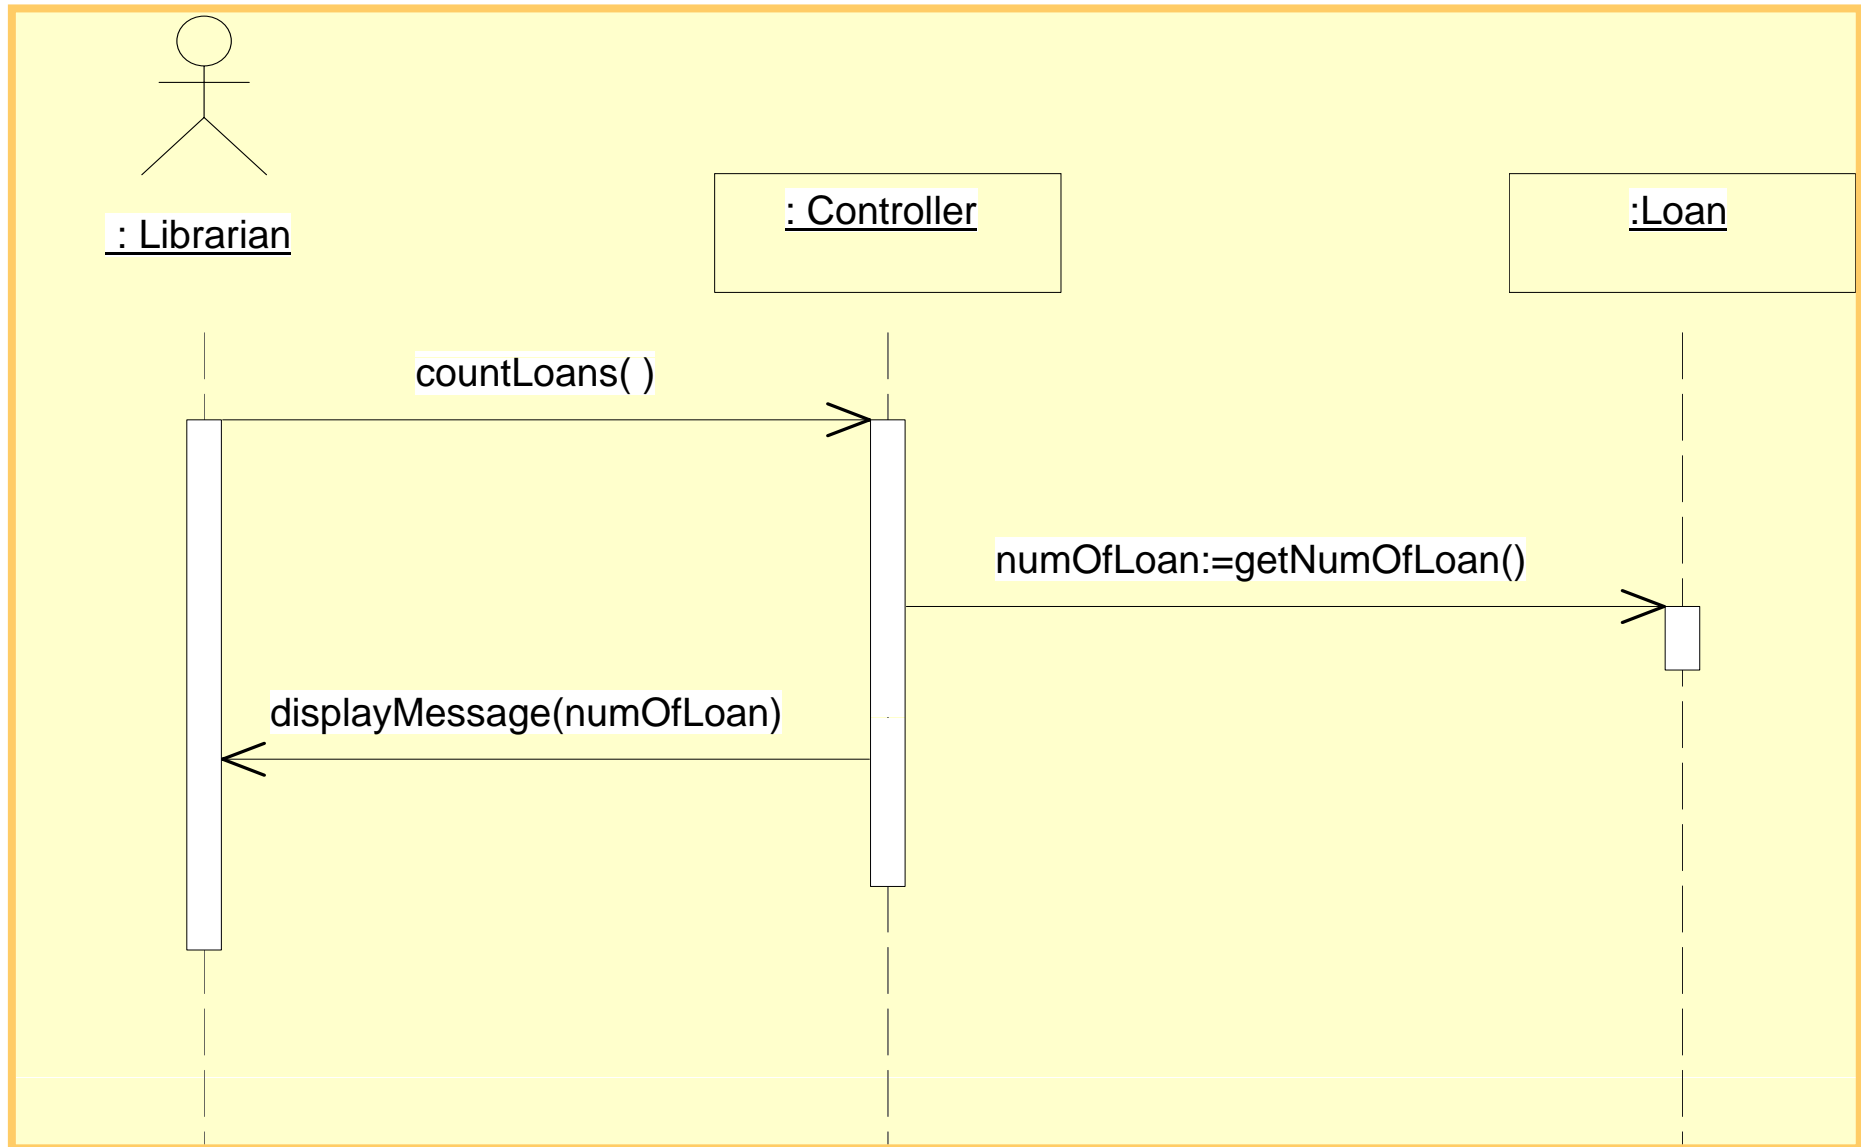 : Librarian
: Controller
:Loan
countLoans( )
numOfLoan:=getNumOfLoan()
displayMessage(numOfLoan)